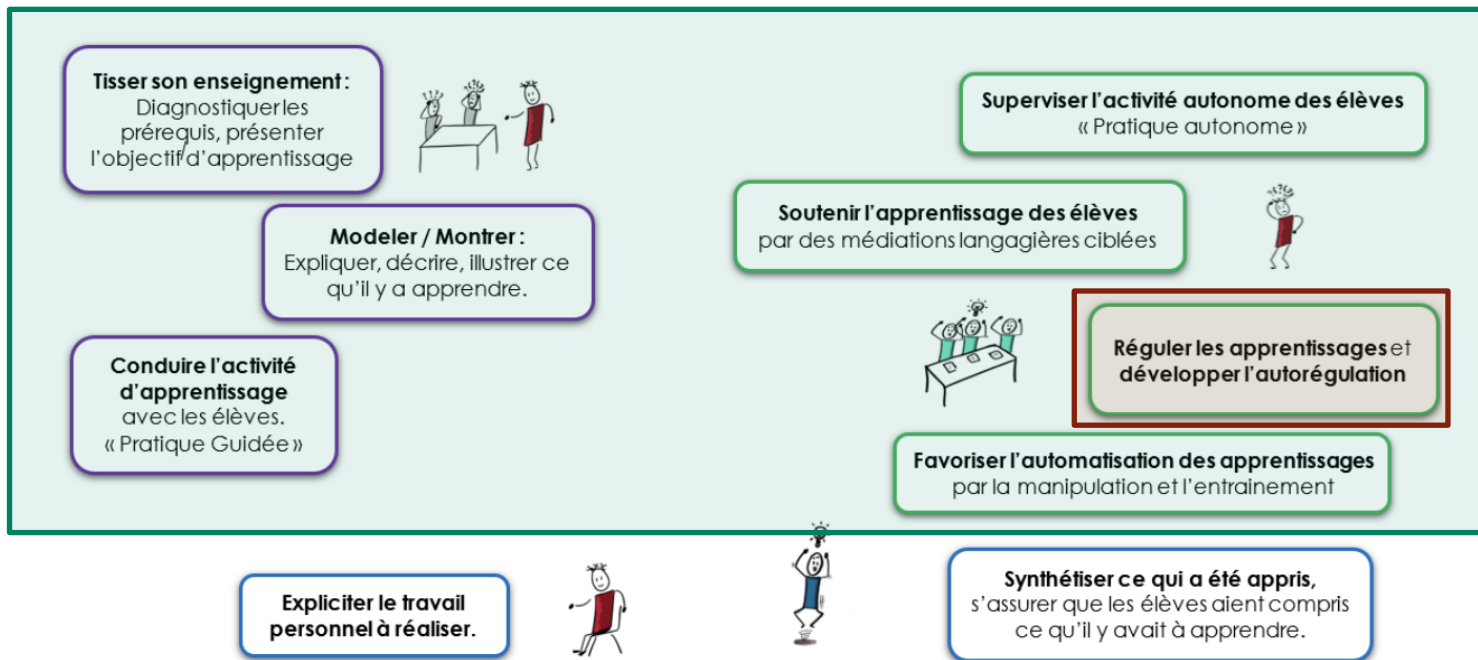 Tisser son enseignement :
Diagnostiquer les
prérequis, présenter
l'objectif d'apprentissage
Modeler / Montrer :
Expliquer, décrire, illustrer ce
qu'il y a apprendre.
Conduire l'activité
d'apprentissage
avec les élèves.
« Pratique Guidée »
Superviser l'activité autonome des élèves
« Pratique autonome »
Soutenir l'apprentissage des élèves
par des médiations langagières ciblées
Réguler les apprentissages et
développer l'autorégulation
Favoriser l'automatisation des apprentissages
par la manipulation et l'entrainement
Expliciter le travail
personnel à réaliser.
Synthétiser ce qui a été appris,
s'assurer que les élèves aient compris
ce qu'il y avait à apprendre.